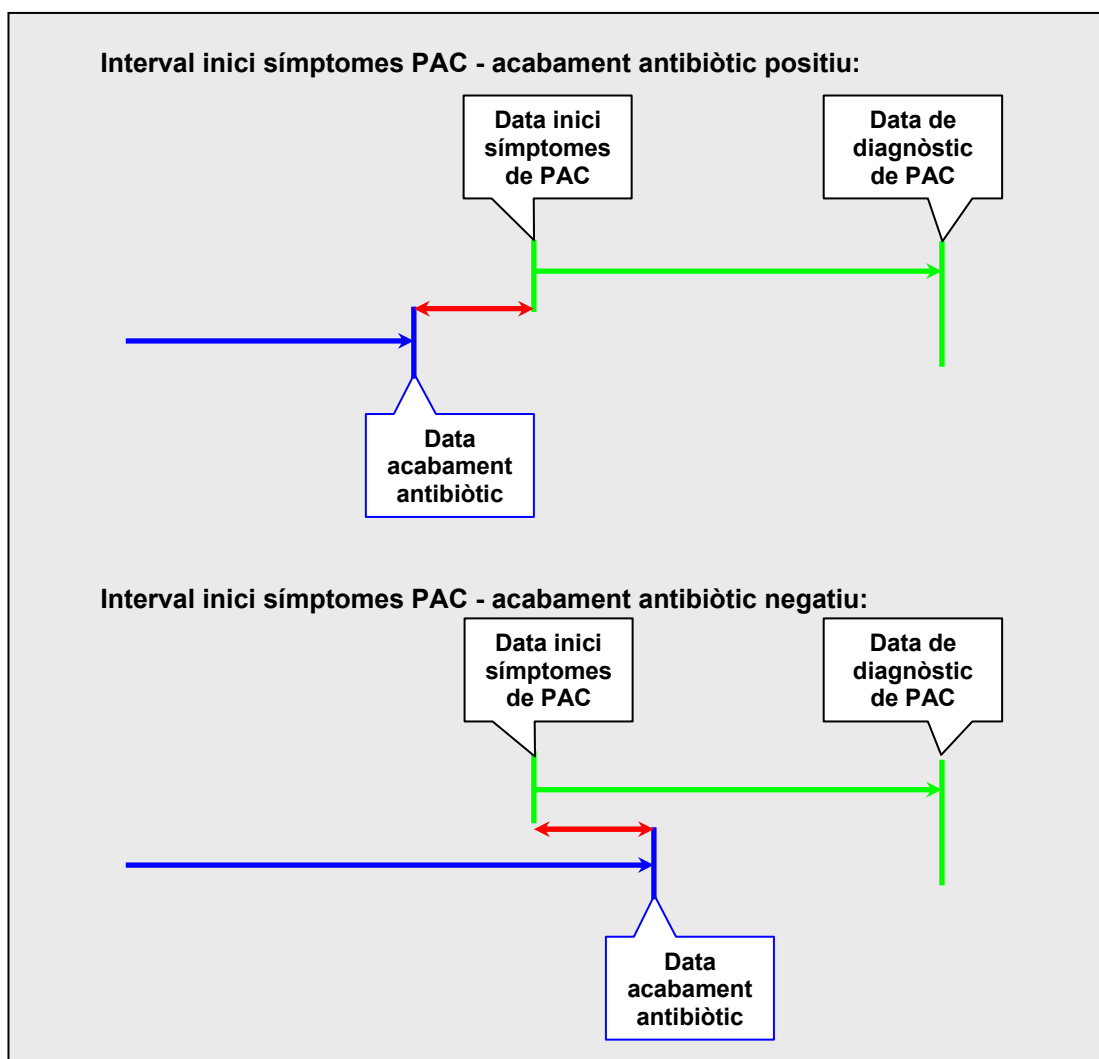 Interval inici símptomes PAC - acabament antibiòtic positiu:
Data inici
símptomes
de PAC
Data de
diagnòstic
de PAC
Data
acabament
antibiòtic
Interval inici símptomes PAC - acabament antibiòtic negatiu:
Data inici
símptomes
de PAC
Data de
diagnòstic
de PAC
Data
acabament
antibiòtic